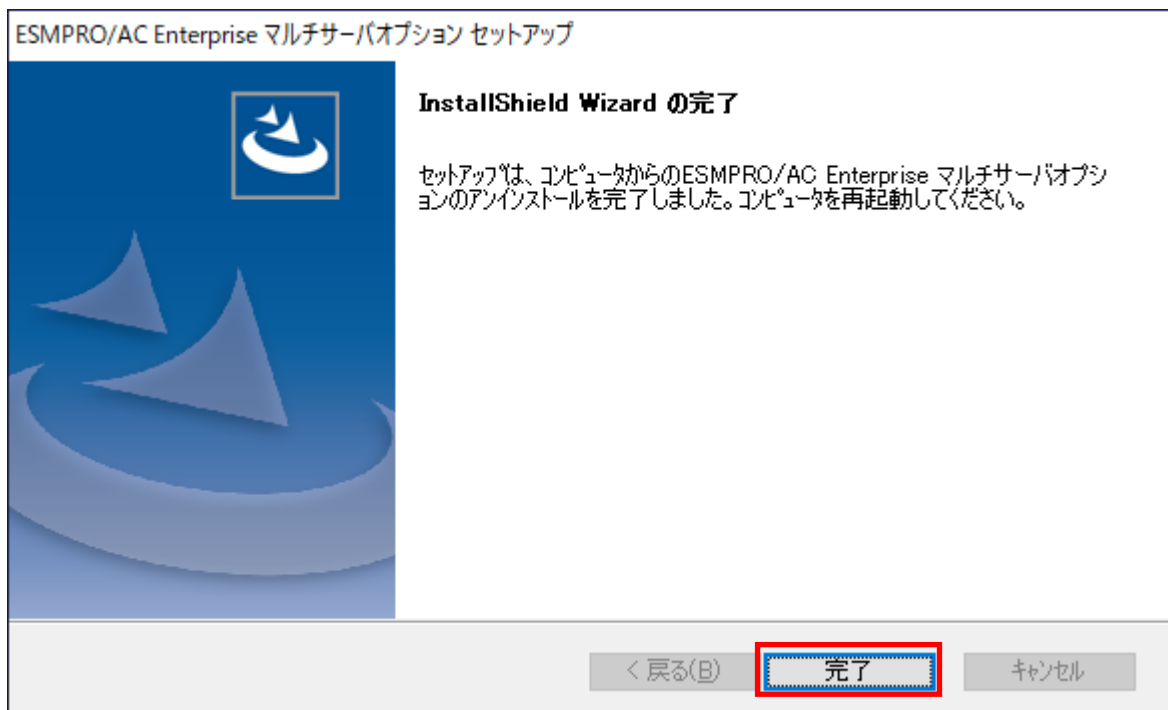 ESMPRO/AC Enterprise マルチサーバオプション セットアップ
InstallShield Wizard の完了
セットアップは、コンピュータからのESMPRO/AC Enterprise マルチサーバオプシ
ョンのアンインストールを完了しました。コンピュータを再起動してください。
< 戻る(B)
完了
キャンセル